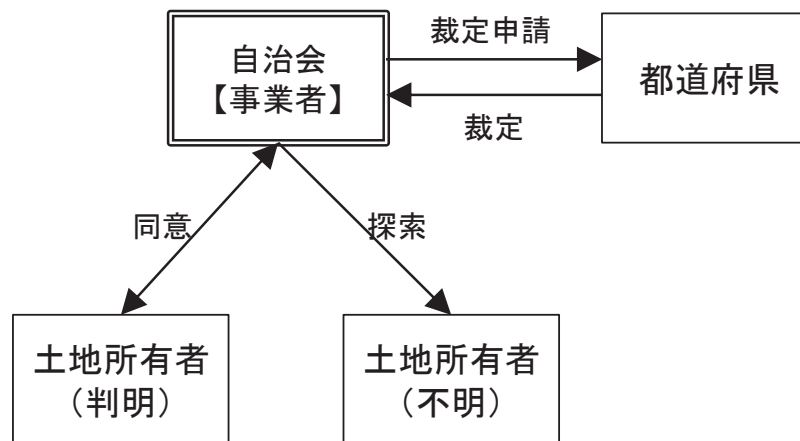 自治会
【事業者】
裁定申請
都道府県
裁定
同意
探索
土地所有者
（判明）
土地所有者
（不明）